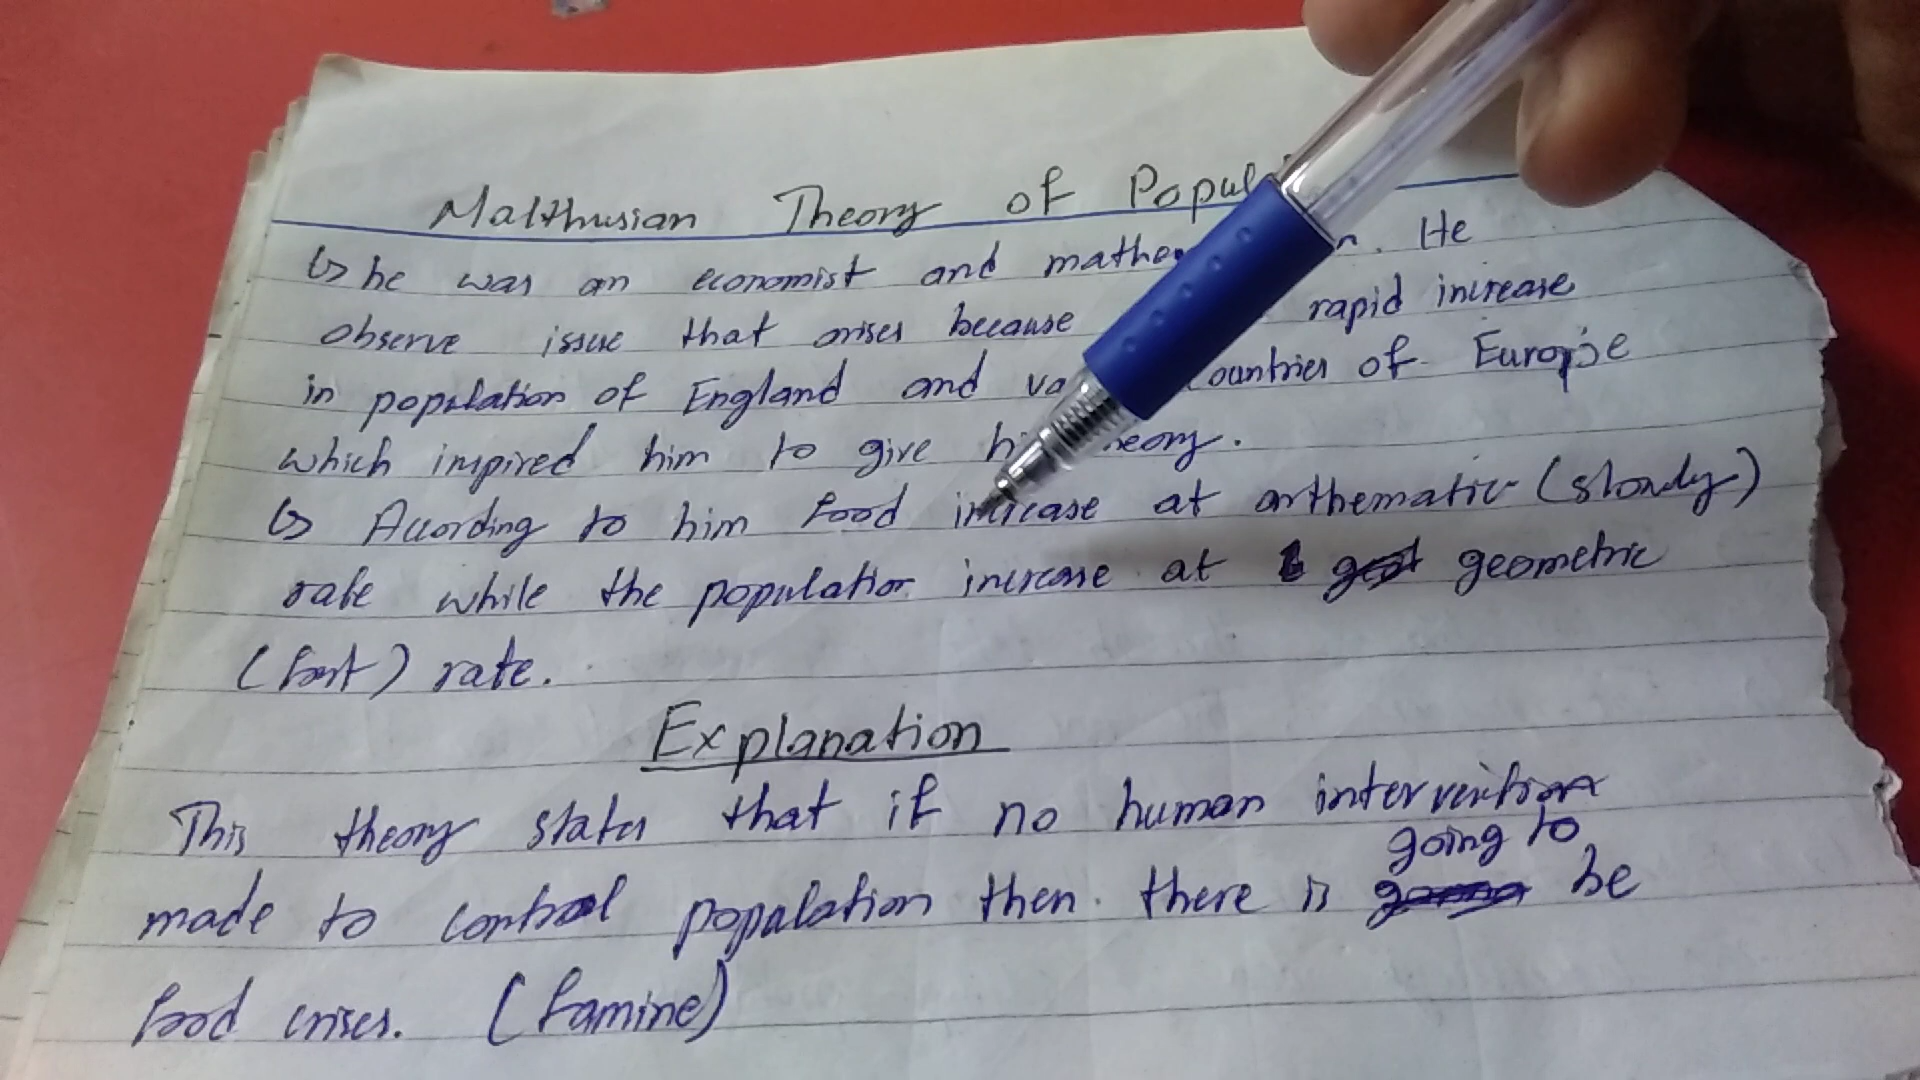 Malthusian Theory of Popul
↳ he was an economist and mathe n. He
observe issue that arises because rapid increase
in population of England and va countries of Europe
which inspired him to give hi heory.
↳ According to him food increase at arthematic (slowly)
rate while the population increase at geometric
(fast) rate.
Explanation
This theory states that if no human intervention
going to
made to control population then there is be
food crises. (famine)